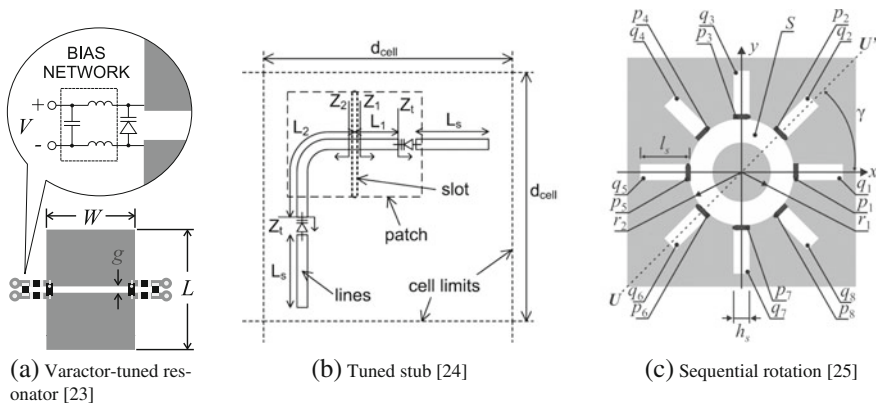 BIAS
NETWORK
+
V
-
W
g
L
(a) Varactor-tuned res-
onator [23]
d_cell
Z_2 Z_1 Z_t
L_2 L_1 L_s
slot
patch
d_cell
Z_t
L_s
lines
cell limits
(b) Tuned stub [24]
p_4 q_4 q_3 p_3 y S p_2 q_2 U'
γ
l_s
x
q_5 p_5 r_2 q_1 p_1 r_1
U q_6 p_6 p_7 q_7 q_8 p_8
h_s
(c) Sequential rotation [25]